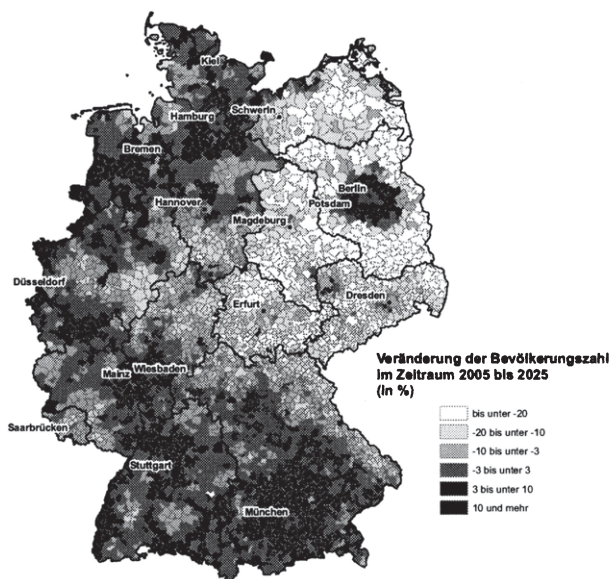 Kiel
Schwerin
Hamburg
Bremen
Berlin
Potsdam
Hannover
Magdeburg
Düsseldorf
Erfurt
Dresden
Veränderung der Bevölkerungszahl
im Zeitraum 2005 bis 2025
(in %)
Mainz
Wiesbaden
bis unter -20
-20 bis unter -10
-10 bis unter -3
-3 bis unter 3
3 bis unter 10
10 und mehr
Saarbrücken
Stuttgart
München